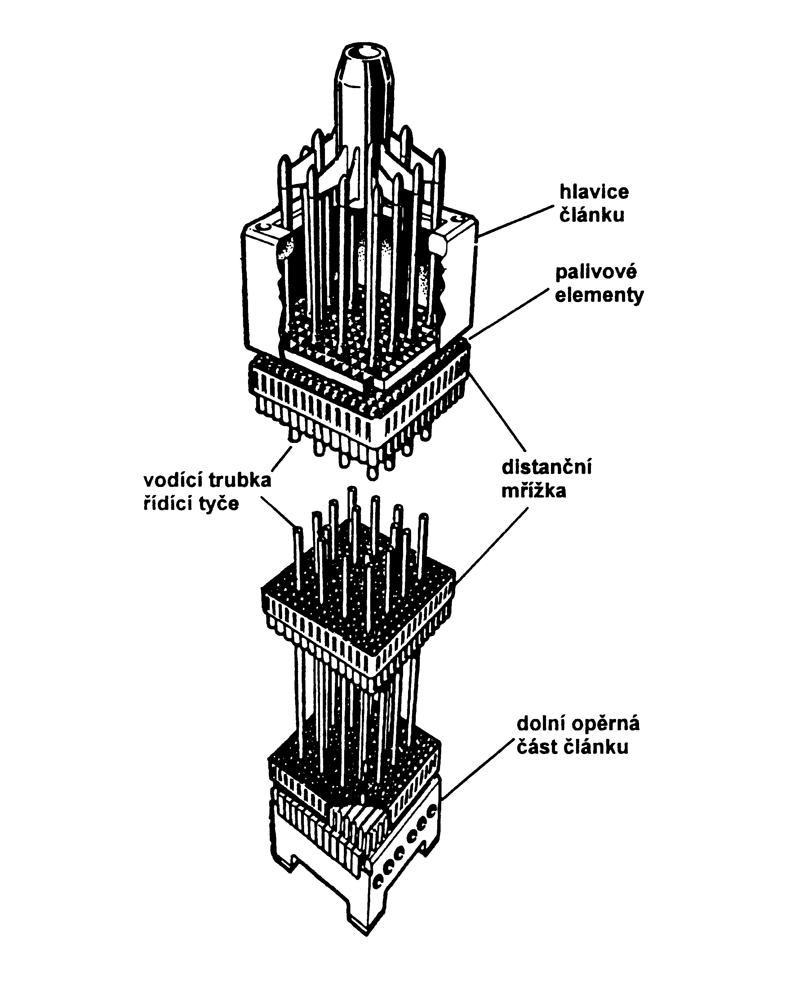 hlavice
článku
palivové
elementy
vodící trubka
řídící tyče
distanční
mřížka
dolní opěrná
část článku